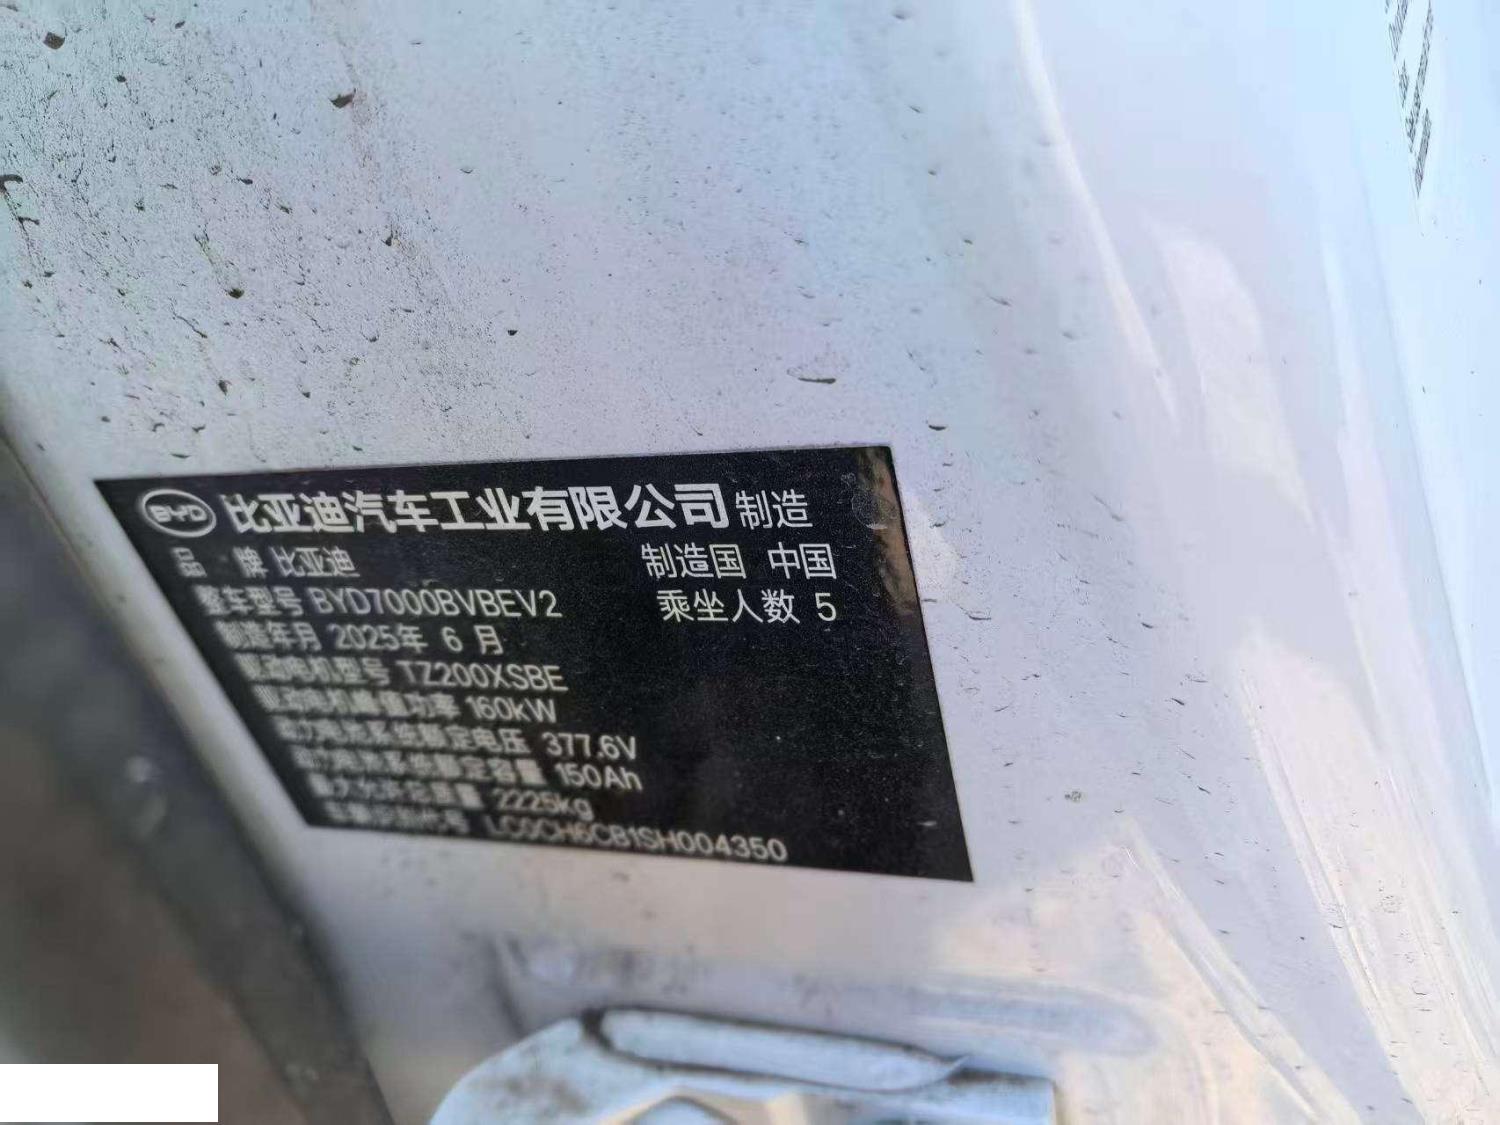 BYD 比亚迪汽车工业有限公司 制造
品 牌 比亚迪 制造国 中国
整车型号 BYD7000BVBEV2 乘坐人数 5
制造年月 2025年 6 月
驱动电机型号 TZ200XSBE
驱动电机峰值功率 160kW
动力电池系统额定电压 377.6V
动力电池系统额定容量 150Ah
最大允许总质量 2225kg
车辆识别代号 LC0CH6CB1SH004350